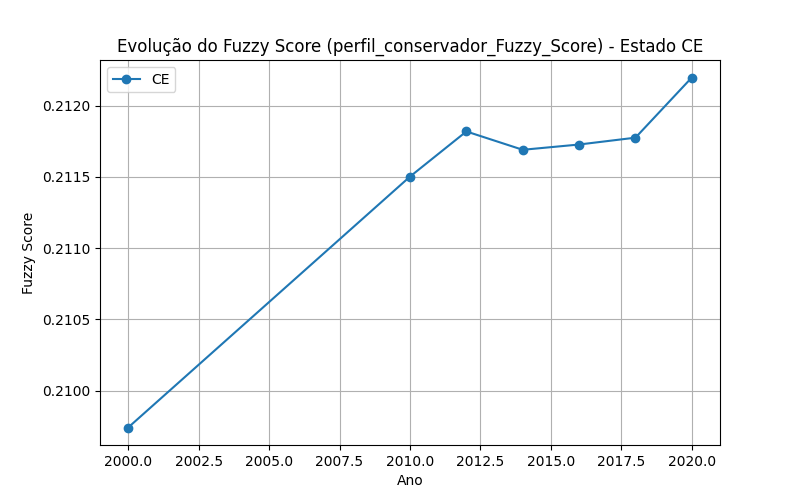 Evolução do Fuzzy Score (perfil_conservador_Fuzzy_Score) - Estado CE
CE
0.2120
0.2115
0.2110
0.2105
0.2100
Fuzzy Score
2000.0 2002.5 2005.0 2007.5 2010.0 2012.5 2015.0 2017.5 2020.0
Ano